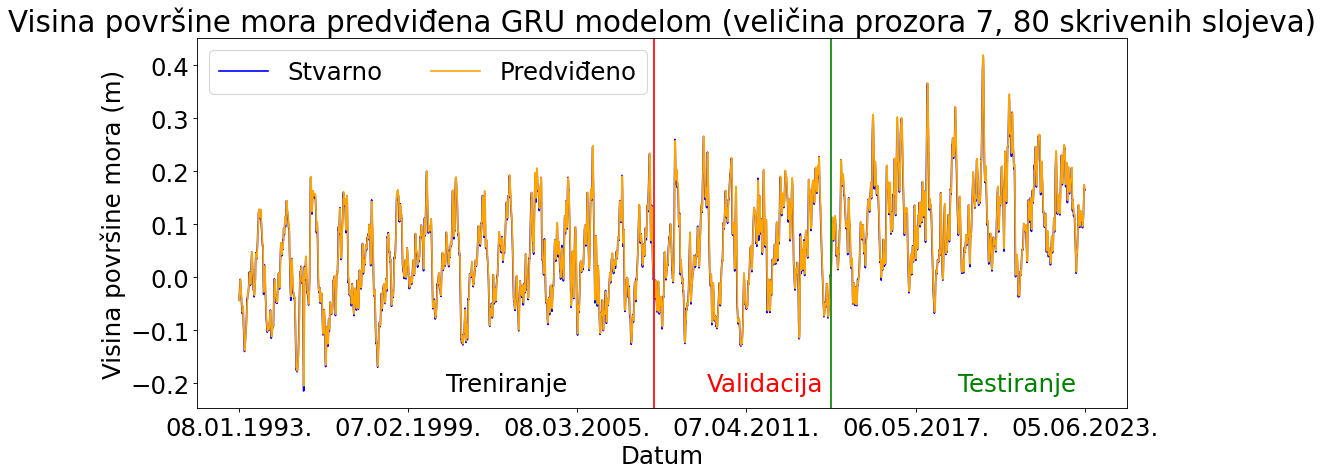 Visina površine mora predviđena GRU modelom (veličina prozora 7, 80 skrivenih slojeva)
Stvarno Predviđeno
Visina površine mora (m)
0.4
0.3
0.2
0.1
0.0
−0.1
−0.2
Treniranje Validacija Testiranje
08.01.1993. 07.02.1999. 08.03.2005. 07.04.2011. 06.05.2017. 05.06.2023.
Datum